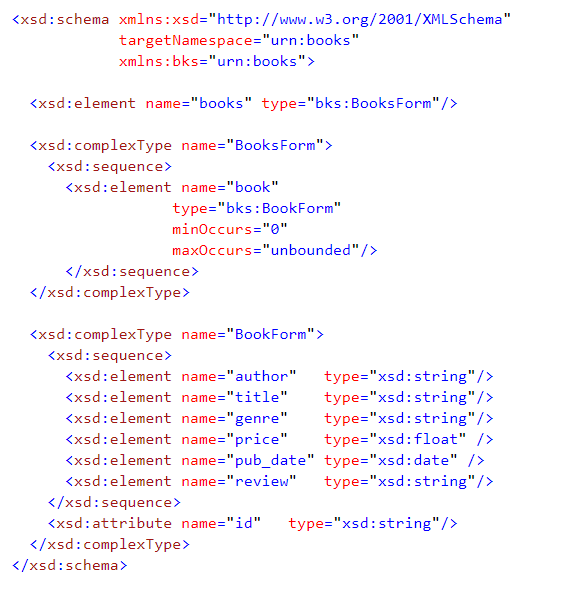 <xsd:schema xmlns:xsd="http://www.w3.org/2001/XMLSchema"
            targetNamespace="urn:books"
            xmlns:bks="urn:books">

  <xsd:element name="books" type="bks:BooksForm"/>

  <xsd:complexType name="BooksForm">
    <xsd:sequence>
      <xsd:element name="book"
                  type="bks:BookForm"
                  minOccurs="0"
                  maxOccurs="unbounded"/>
      </xsd:sequence>
  </xsd:complexType>

  <xsd:complexType name="BookForm">
    <xsd:sequence>
      <xsd:element name="author"   type="xsd:string"/>
      <xsd:element name="title"    type="xsd:string"/>
      <xsd:element name="genre"    type="xsd:string"/>
      <xsd:element name="price"    type="xsd:float" />
      <xsd:element name="pub_date" type="xsd:date" />
      <xsd:element name="review"   type="xsd:string"/>
    </xsd:sequence>
    <xsd:attribute name="id"   type="xsd:string"/>
  </xsd:complexType>
</xsd:schema>